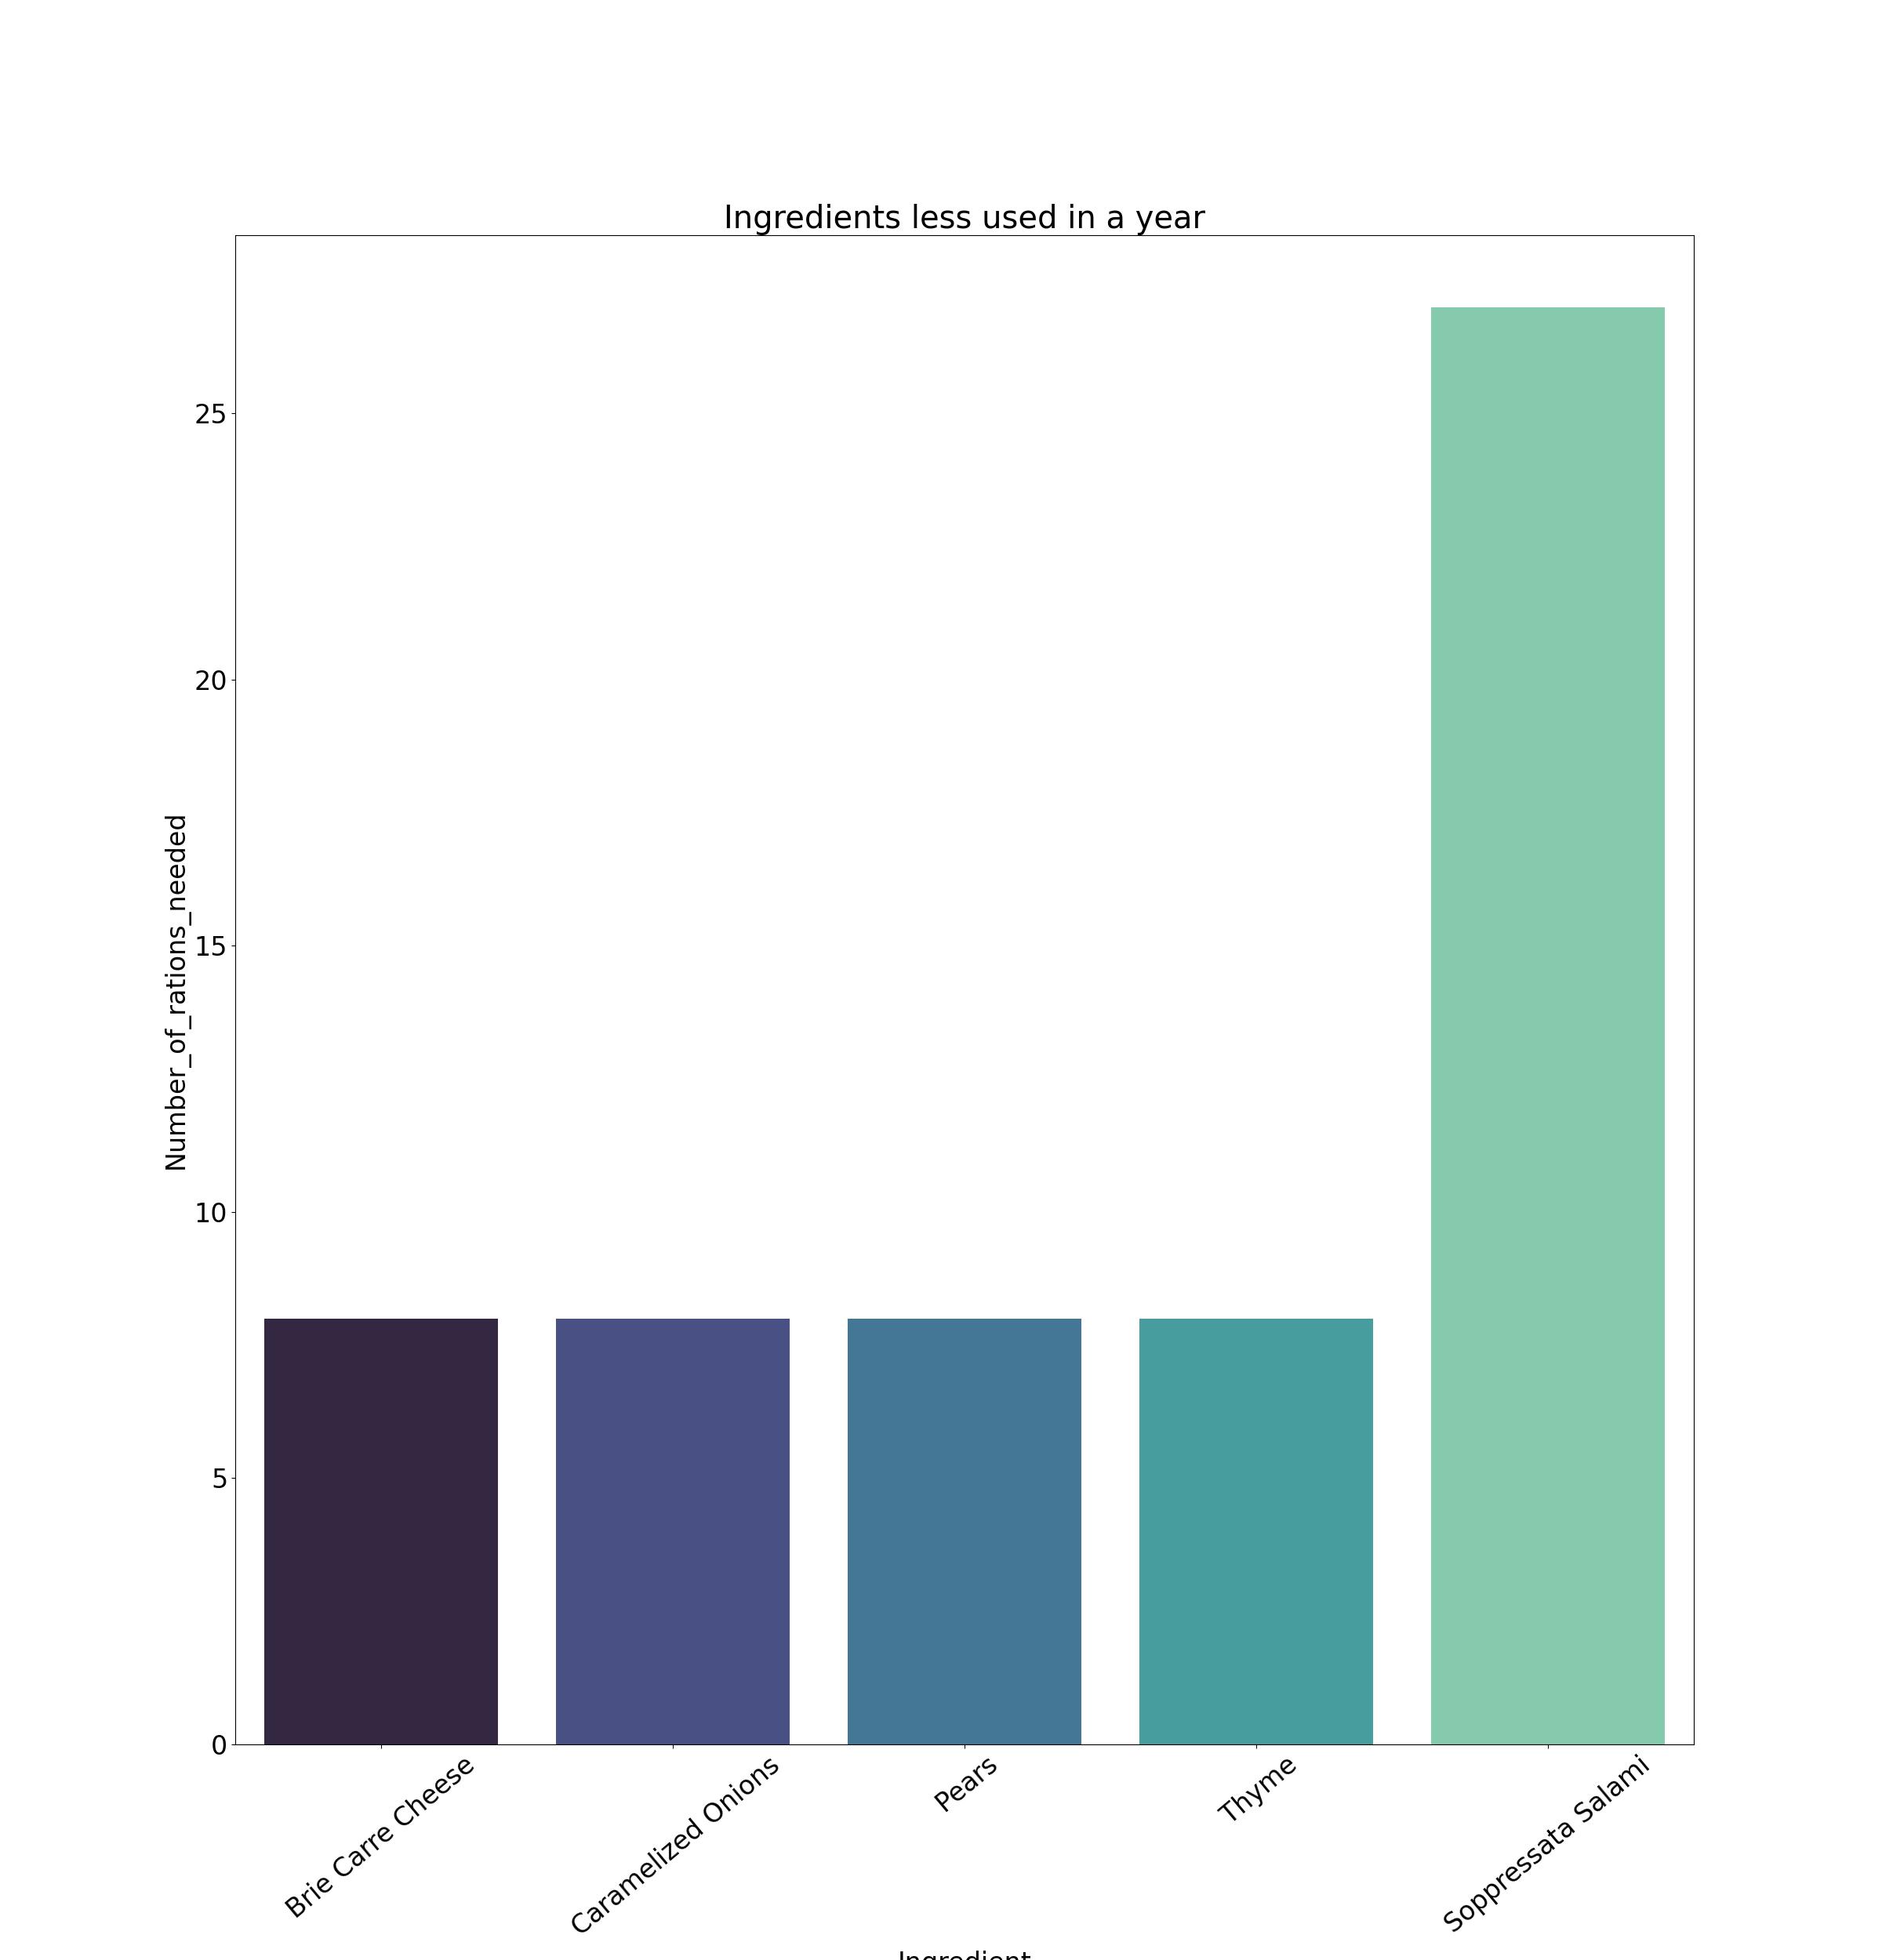 Ingredients less used in a year
Number_of_rations_needed
25
20
15
10
5
0
Brie Carre Cheese
Caramelized Onions
Pears
Thyme
Soppressata Salami
Ingredient